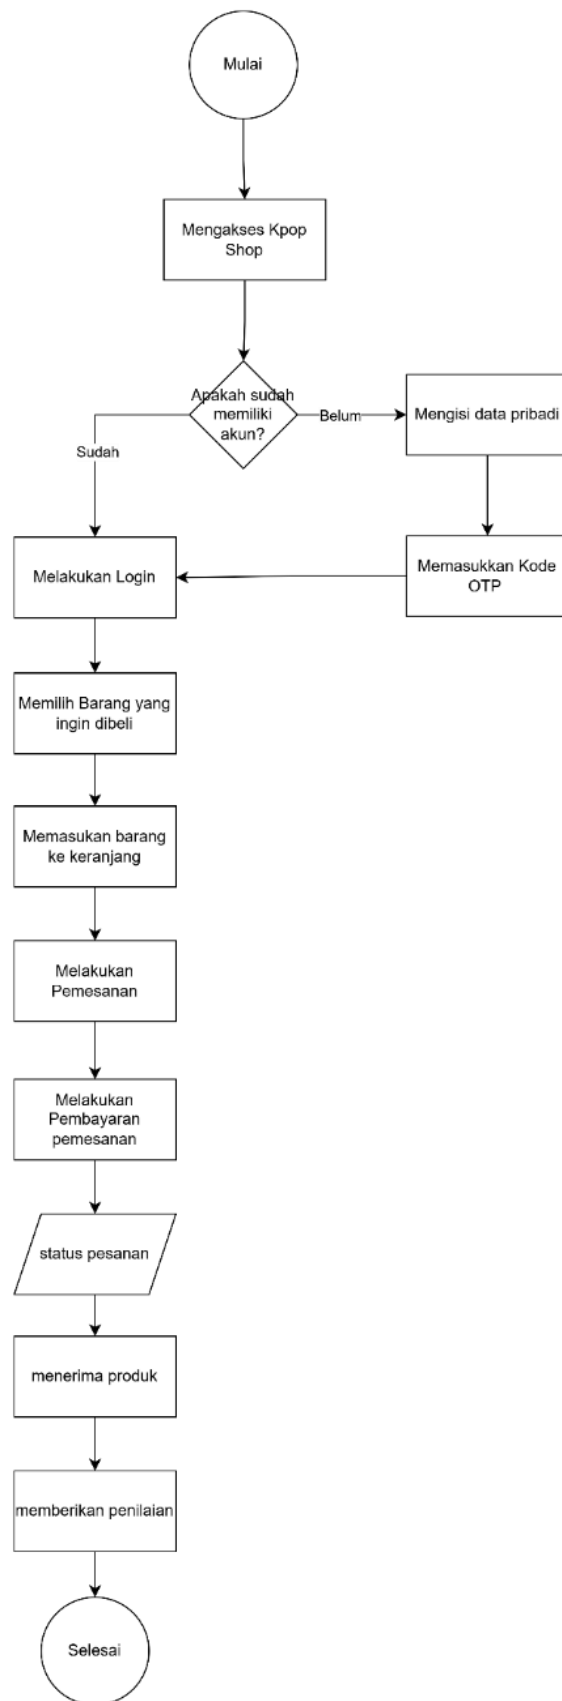 Mulai
Mengakses Kpop
Shop
Apakah sudah
memiliki
akun?
Belum
Mengisi data pribadi
Sudah
Melakukan Login
Memasukkan Kode
OTP
Memilih Barang yang
ingin dibeli
Memasukan barang
ke keranjang
Melakukan
Pemesanan
Melakukan
Pembayaran
pemesanan
status pesanan
menerima produk
memberikan penilaian
Selesai